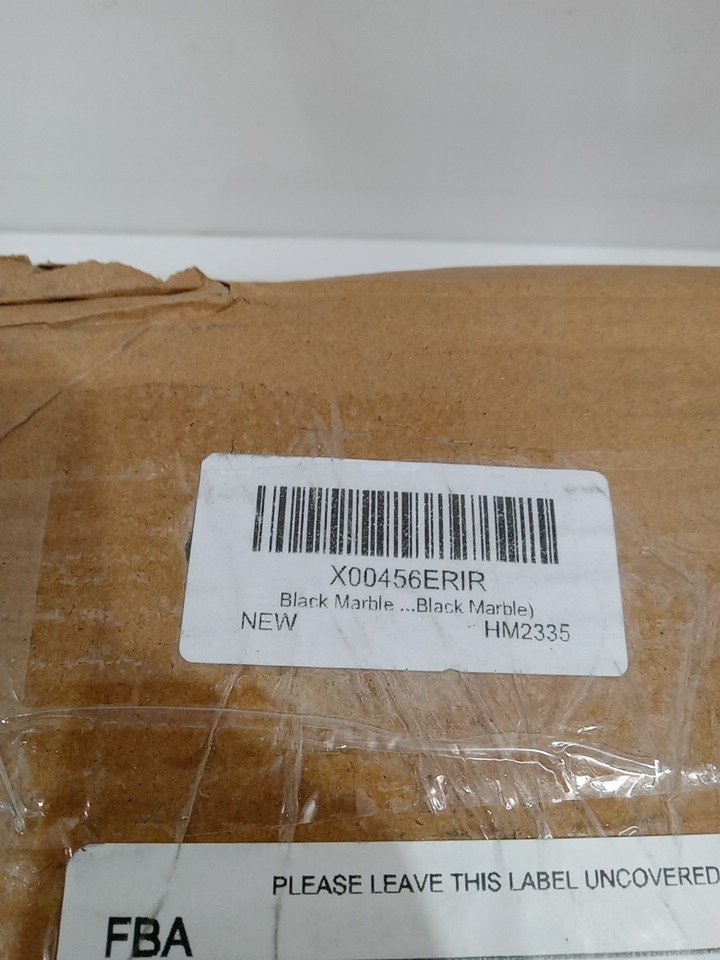 X00456ERIR
Black Marble ...Black Marble)
NEW HM2335
PLEASE LEAVE THIS LABEL UNCOVERED
FBA